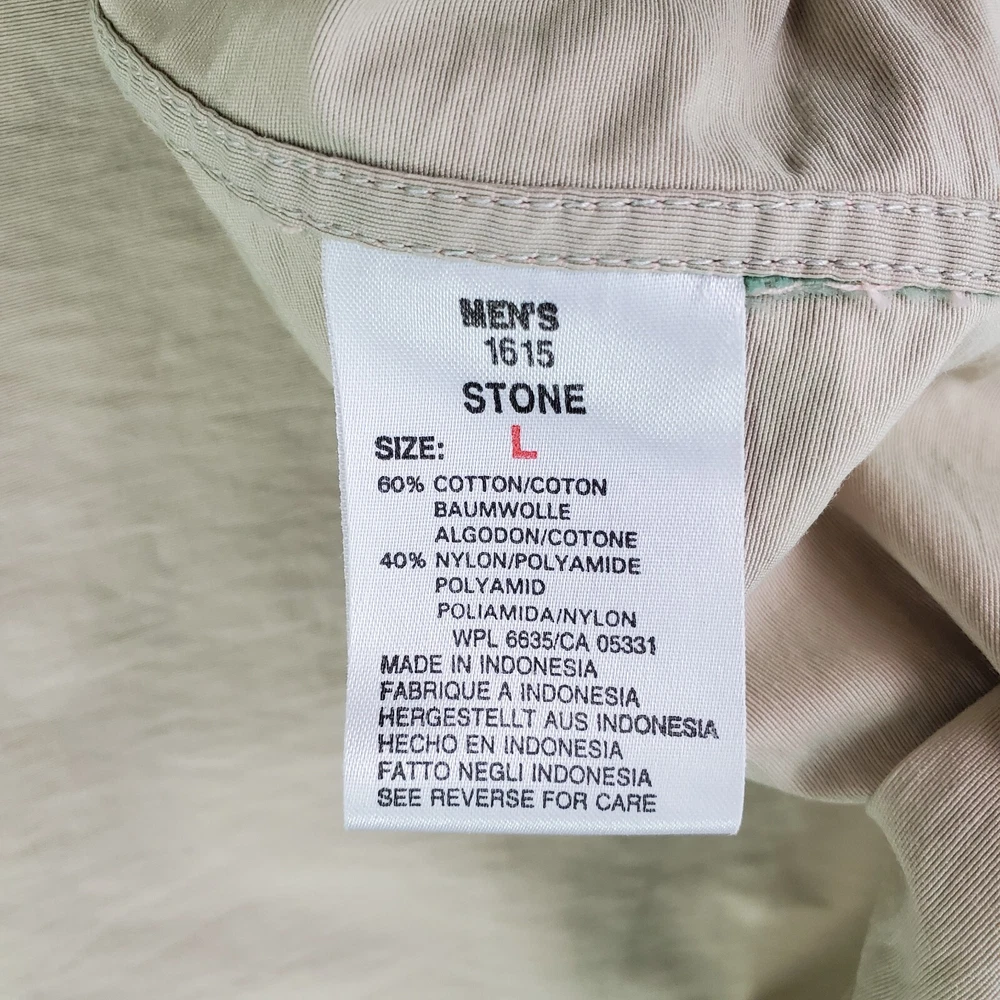 MEN'S
1615
STONE
SIZE: L
60% COTTON/COTON
BAUMWOLLE
ALGODON/COTONE
40% NYLON/POLYAMIDE
POLYAMID
POLIAMIDA/NYLON
WPL 6635/CA 05331
MADE IN INDONESIA
FABRIQUE A INDONESIA
HERGESTELLT AUS INDONESIA
HECHO EN INDONESIA
FATTO NEGLI INDONESIA
SEE REVERSE FOR CARE